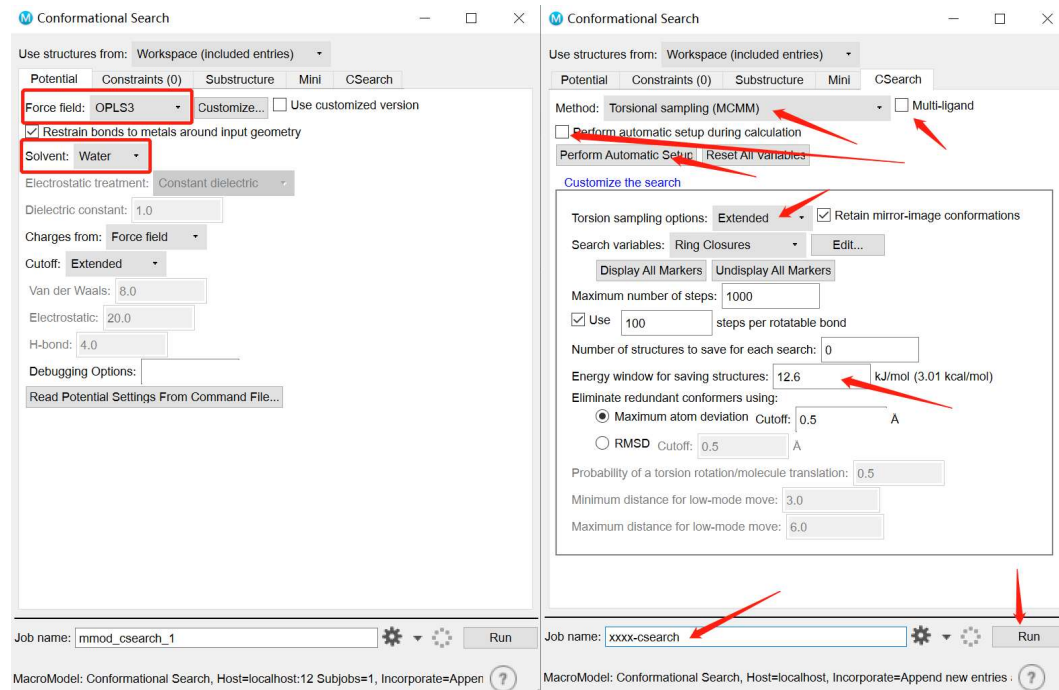 Conformational Search
Use structures from: Workspace (included entries)
Potential Constraints (0) Substructure Mini CSearch
Force field: OPLS3 Customize... Use customized version
Restrain bonds to metals around input geometry
Solvent: Water
Electrostatic treatment: Constant dielectric
Dielectric constant: 1.0
Charges from: Force field
Cutoff: Extended
Van der Waals: 8.0
Electrostatic: 20.0
H-bond: 4.0
Debugging Options:
Read Potential Settings From Command File...
Job name: mmod_csearch_1 Run
MacroModel: Conformational Search, Host=localhost:12 Subjobs=1, Incorporate=Appen ?
Conformational Search
Use structures from: Workspace (included entries)
Potential Constraints (0) Substructure Mini CSearch
Method: Torsional sampling (MCMM) Multi-ligand
Perform automatic setup during calculation
Perform Automatic Setup Reset All Variables
Customize the search
Torsion sampling options: Extended Retain mirror-image conformations
Search variables: Ring Closures Edit...
Display All Markers Undisplay All Markers
Maximum number of steps: 1000
Use 100 steps per rotatable bond
Number of structures to save for each search: 0
Energy window for saving structures: 12.6 kJ/mol (3.01 kcal/mol)
Eliminate redundant conformers using:
Maximum atom deviation Cutoff: 0.5 Å
RMSD Cutoff: 0.5 Å
Probability of a torsion rotation/molecule translation: 0.5
Minimum distance for low-mode move: 3.0
Maximum distance for low-mode move: 6.0
Job name: xxxx-csearch Run
MacroModel: Conformational Search, Host=localhost, Incorporate=Append new entries ?